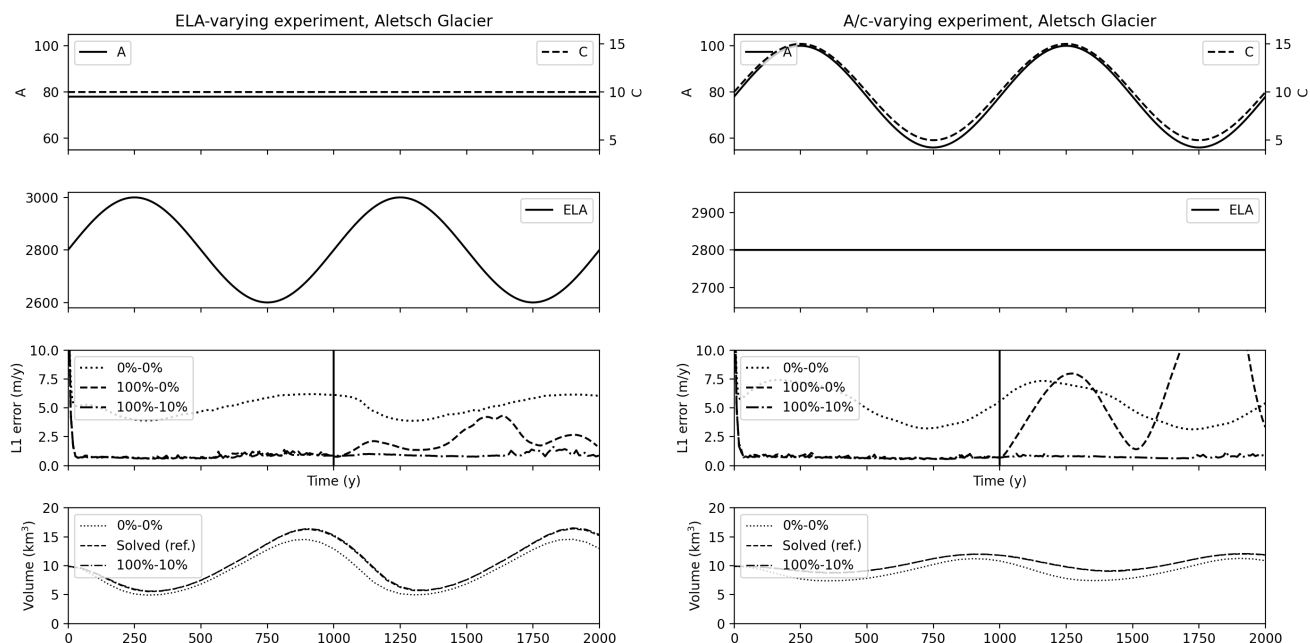 ELA-varying experiment, Aletsch Glacier
100
80
60
A
A
C
15
10
5
C
3000
2800
2600
ELA
10.0
7.5
5.0
2.5
0.0
L1 error (m/y)
0%-0%
100%-0%
100%-10%
Time (y)
20
15
10
5
0
Volume (km³)
0%-0%
Solved (ref.)
100%-10%
0 250 500 750 1000 1250 1500 1750 2000
A/c-varying experiment, Aletsch Glacier
100
80
60
A
A
C
15
10
5
C
2900
2800
2700
ELA
10.0
7.5
5.0
2.5
0.0
L1 error (m/y)
0%-0%
100%-0%
100%-10%
Time (y)
20
15
10
5
0
Volume (km³)
0%-0%
Solved (ref.)
100%-10%
0 250 500 750 1000 1250 1500 1750 2000